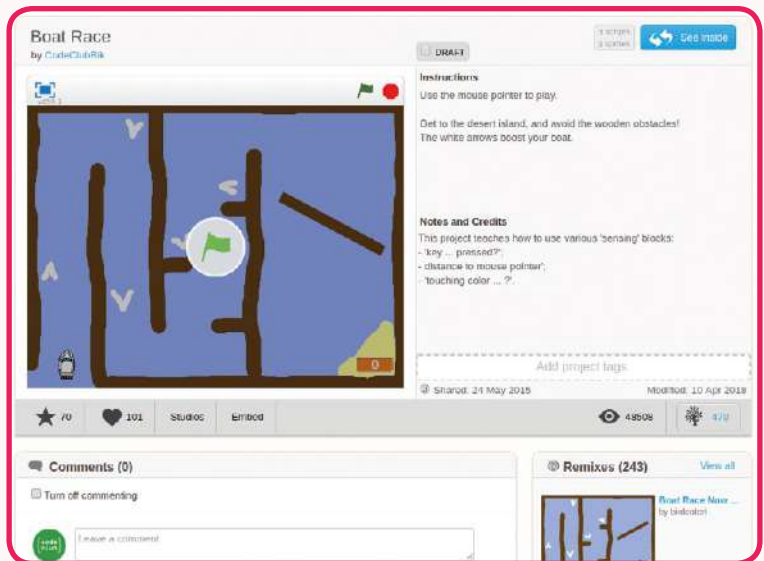 Boat Race
by CodeClubRik
DRAFT
See inside
Instructions
Use the mouse pointer to play.
Get to the desert island, and avoid the wooden obstacles!
The white arrows boost your boat.
Notes and Credits
This project teaches how to use various 'sensing' blocks:
- 'key ... pressed?';
- distance to mouse pointer';
- 'touching color ... ?'.
0
Add project tags.
Shared: 24 May 2015 Modified: 10 Apr 2018
70 101 Studios Embed 48508 470
Comments (0)
Turn off commenting
Leave a comment
Remixes (243) View all
Boat Race Now ...